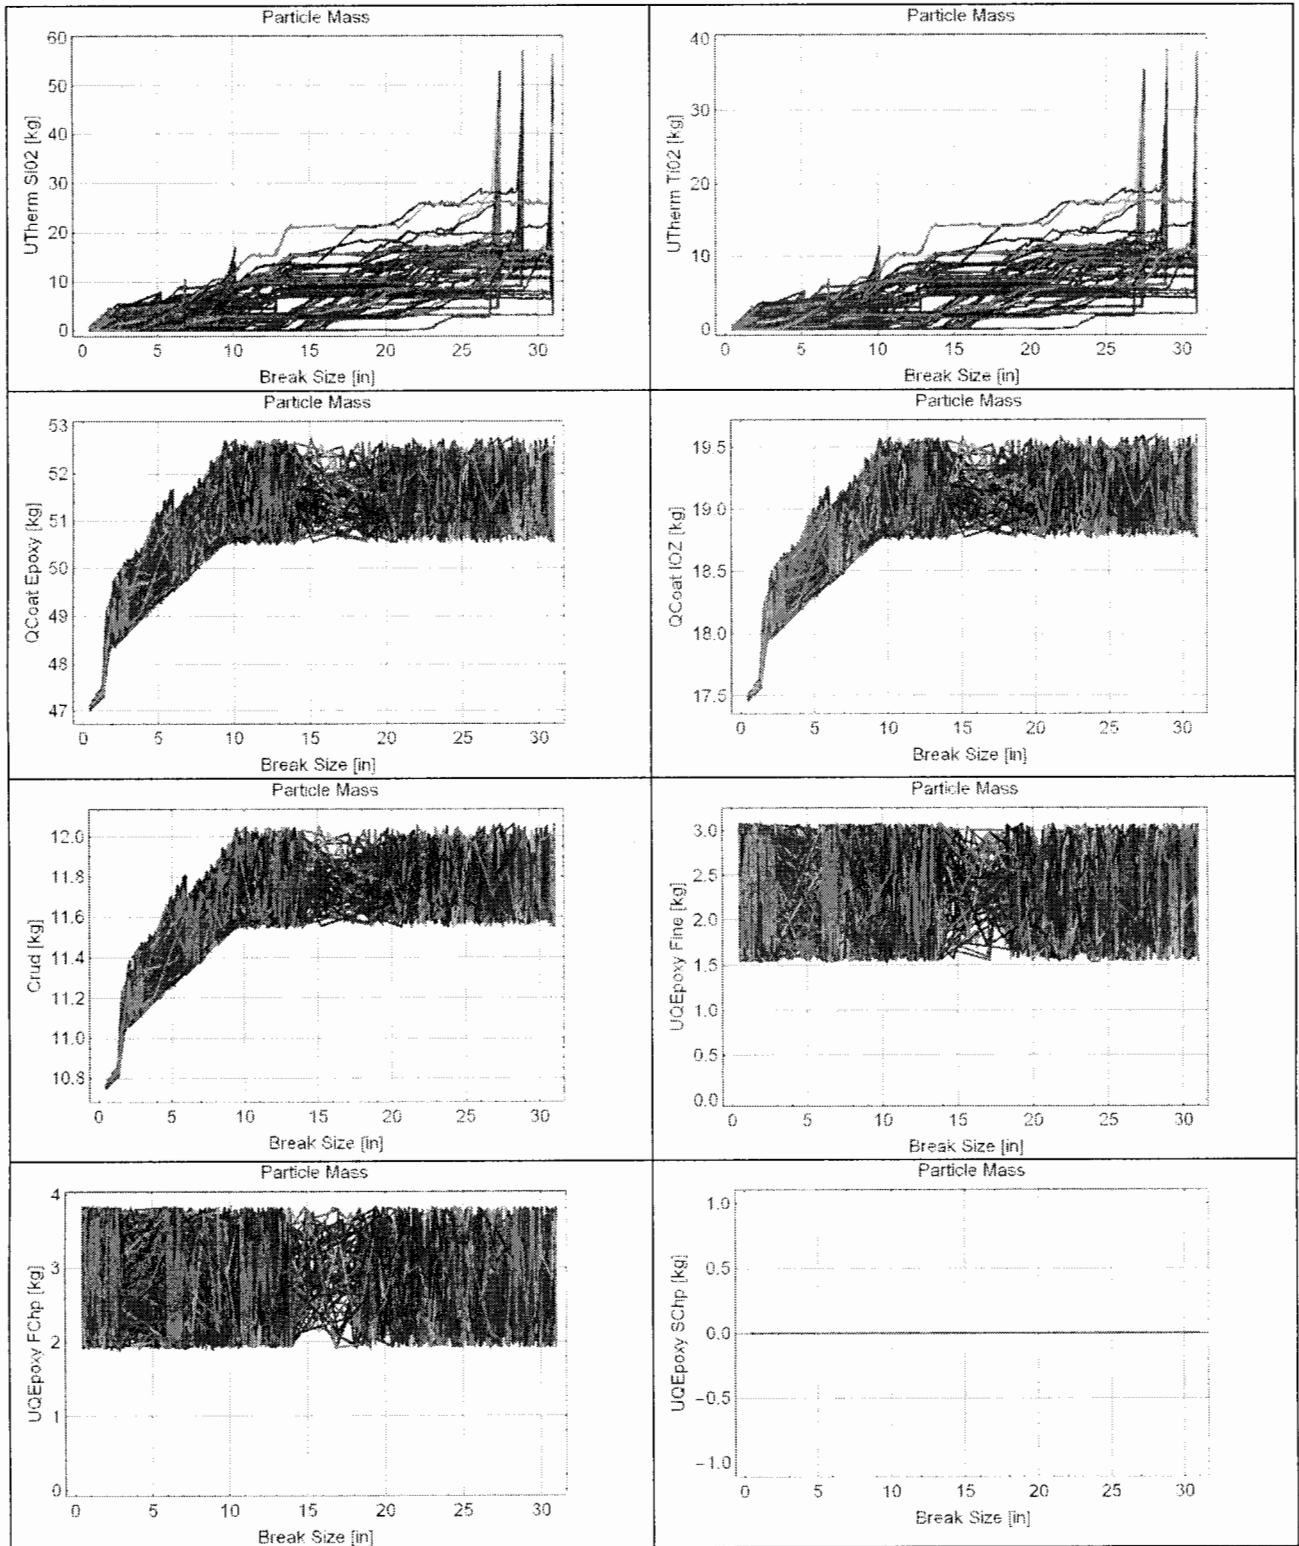 Particle Mass
UTherm Si02 [kg]
60
50
40
30
20
10
0
0 5 10 15 20 25 30
Break Size [in]
Particle Mass
UTherm Ti02 [kg]
40
30
20
10
0
0 5 10 15 20 25 30
Break Size [in]
Particle Mass
QCoat Epoxy [kg]
53
52
51
50
49
48
47
0 5 10 15 20 25 30
Break Size [in]
Particle Mass
QCoat IOZ [kg]
19.5
19.0
18.5
18.0
17.5
0 5 10 15 20 25 30
Break Size [in]
Particle Mass
Crud [kg]
12.0
11.8
11.6
11.4
11.2
11.0
10.8
0 5 10 15 20 25 30
Break Size [in]
Particle Mass
UQEpoxy Fine [kg]
3.0
2.5
2.0
1.5
1.0
0.5
0.0
0 5 10 15 20 25 30
Break Size [in]
Particle Mass
UQEpoxy FChp [kg]
4
3
2
1
0
0 5 10 15 20 25 30
Break Size [in]
Particle Mass
UQEpoxy SChp [kg]
1.0
0.5
0.0
−0.5
−1.0
0 5 10 15 20 25 30
Break Size [in]